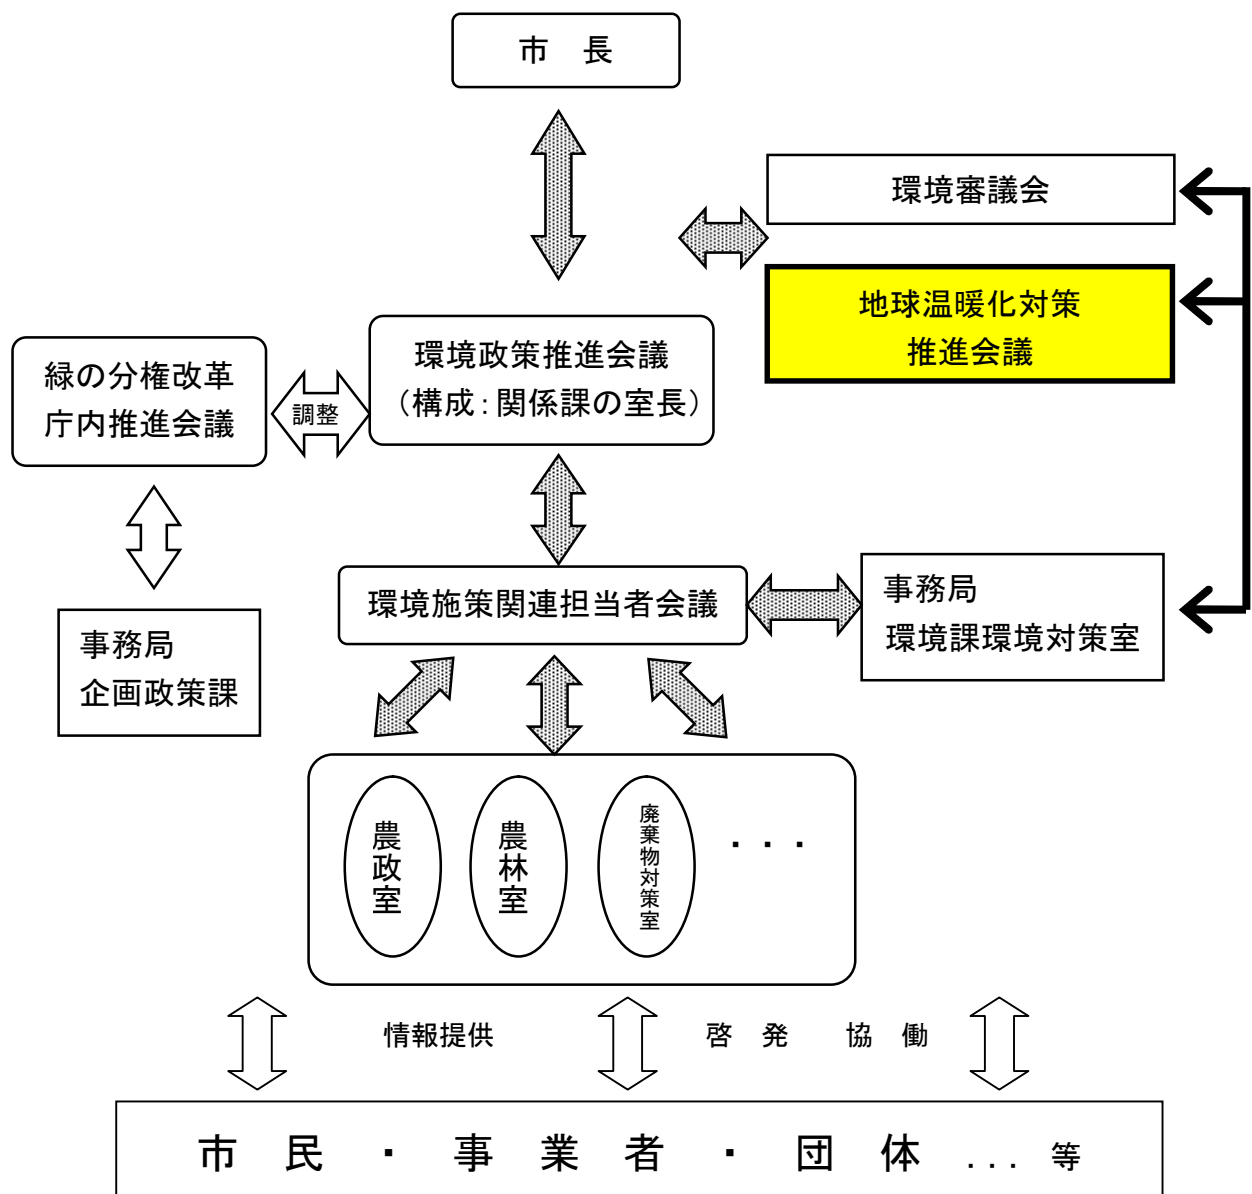 市　長
環境審議会
地球温暖化対策
推進会議
環境政策推進会議
（構成：関係課の室長）
緑の分権改革
庁内推進会議
調整
環境施策関連担当者会議
事務局
環境課環境対策室
事務局
企画政策課
農政室
農林室
廃棄物対策室
・・・
情報提供
啓　発　　協　働
市　民　・　事　業　者　・　団　体　...　等